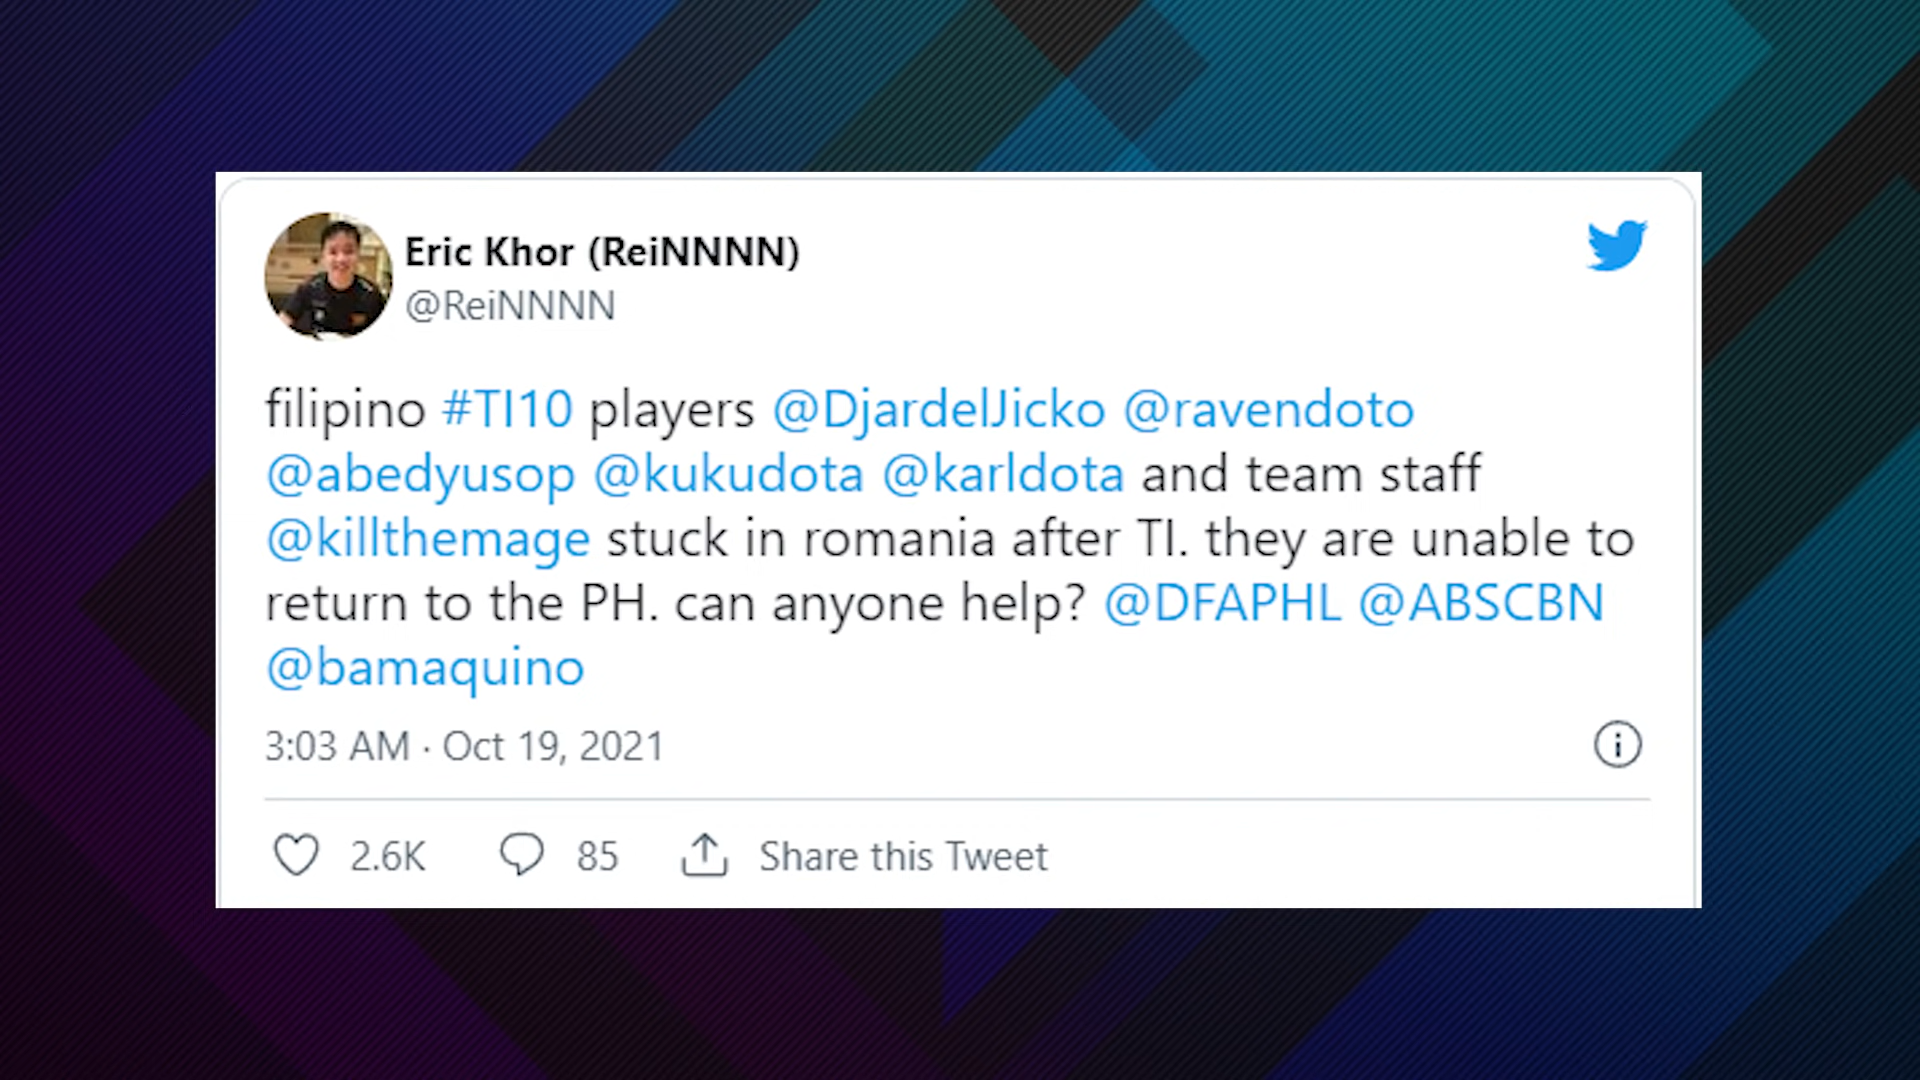 Eric Khor (ReiNNNN)
@ReiNNNN
filipino #TI10 players @DjardelJicko @ravendoto
@abedyusop @kukudota @karldota and team staff
@killthemage stuck in romania after TI. they are unable to
return to the PH. can anyone help? @DFAPHL @ABSCBN
@bamaquino
3:03 AM · Oct 19, 2021
2.6K 85 Share this Tweet